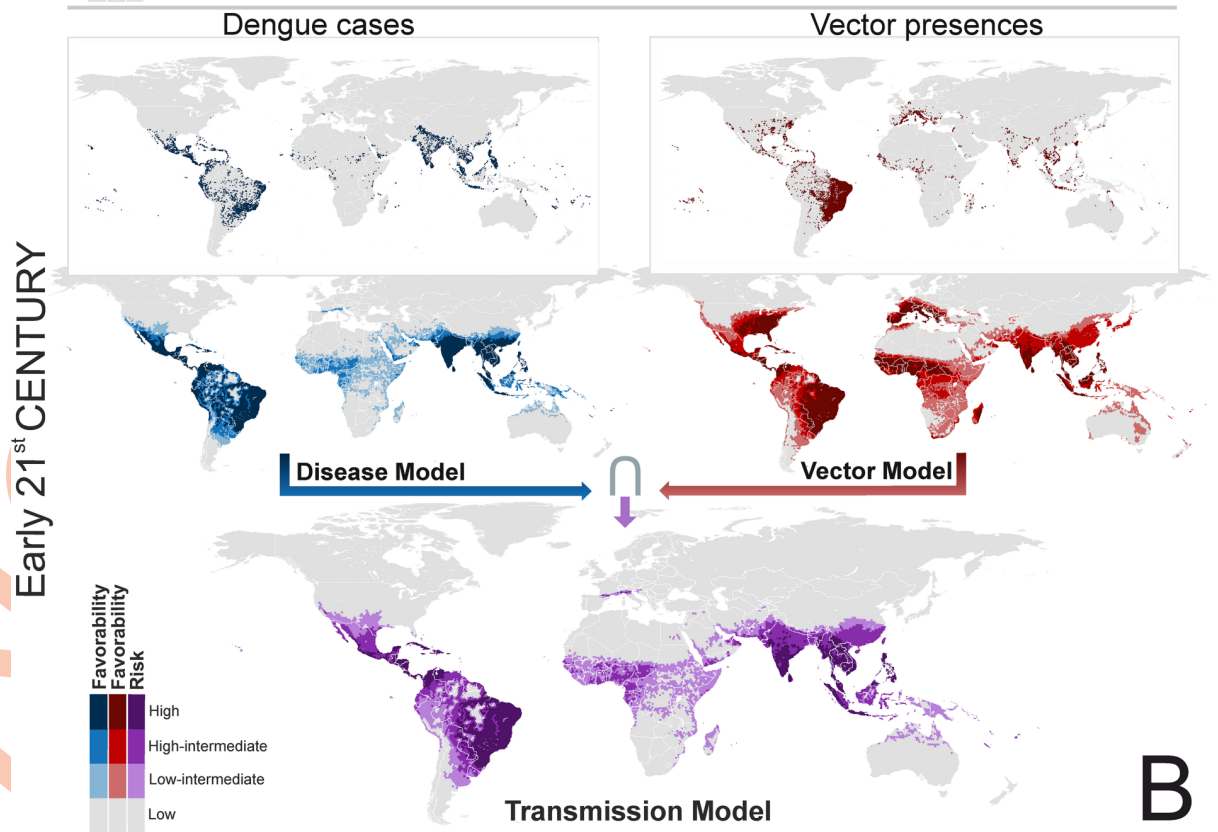 Dengue cases
Vector presences
Early 21st CENTURY
Disease Model
∩
Vector Model
Favorability
Favorability
Risk
High
High-intermediate
Low-intermediate
Low
Transmission Model
B